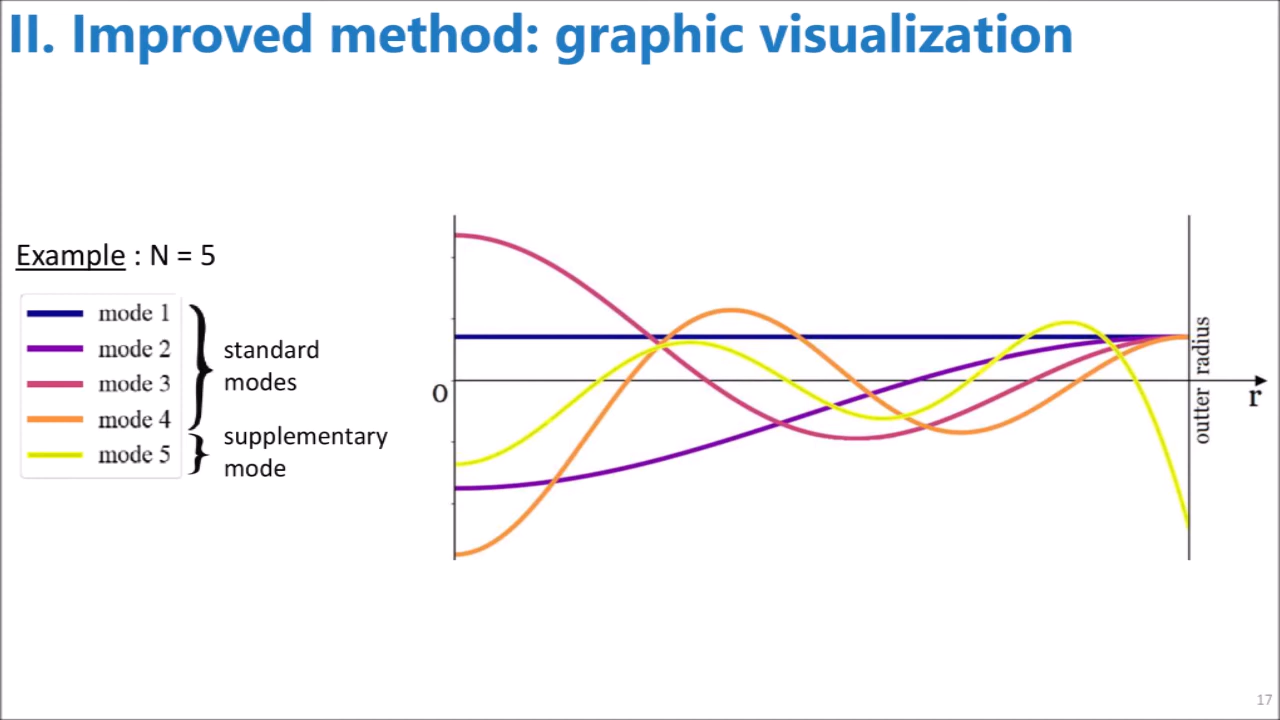 II. Improved method: graphic visualization
Example : N = 5
mode 1
mode 2
mode 3
mode 4
mode 5
standard
modes
supplementary
mode
O
r
outter radius
17